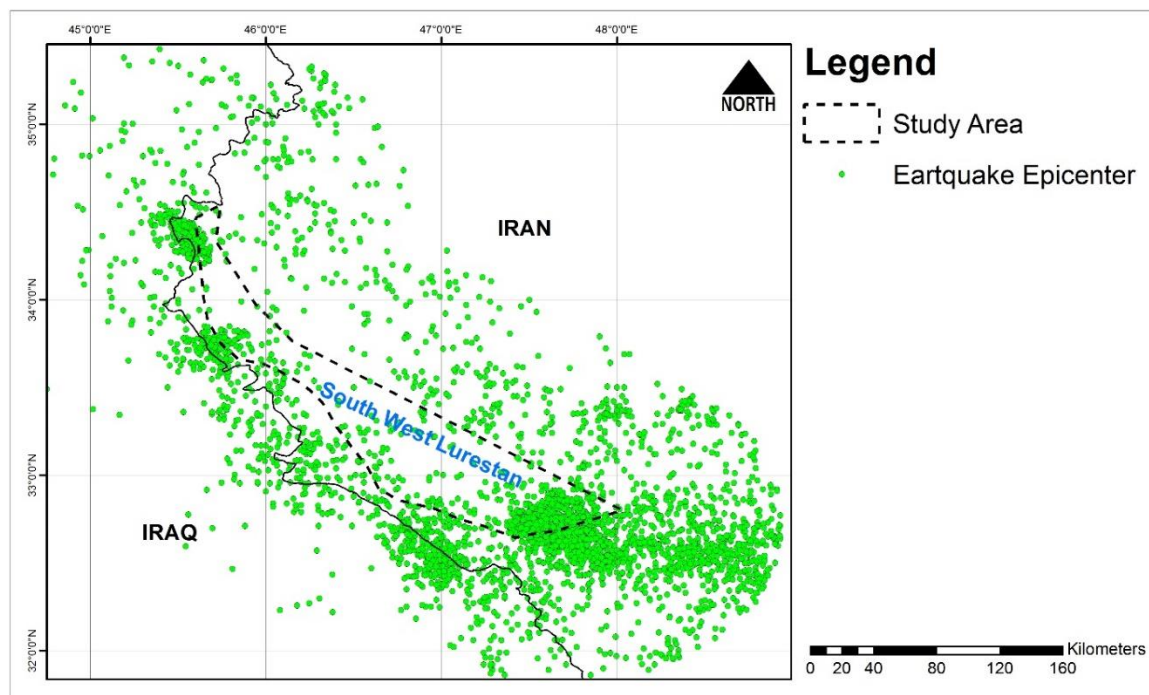 45°0'0"E
46°0'0"E
47°0'0"E
48°0'0"E
35°0'0"N
34°0'0"N
33°0'0"N
32°0'0"N
NORTH
IRAN
South West Lurestan
IRAQ
Legend
Study Area
Eartquake Epicenter
Kilometers
0 20 40 80 120 160